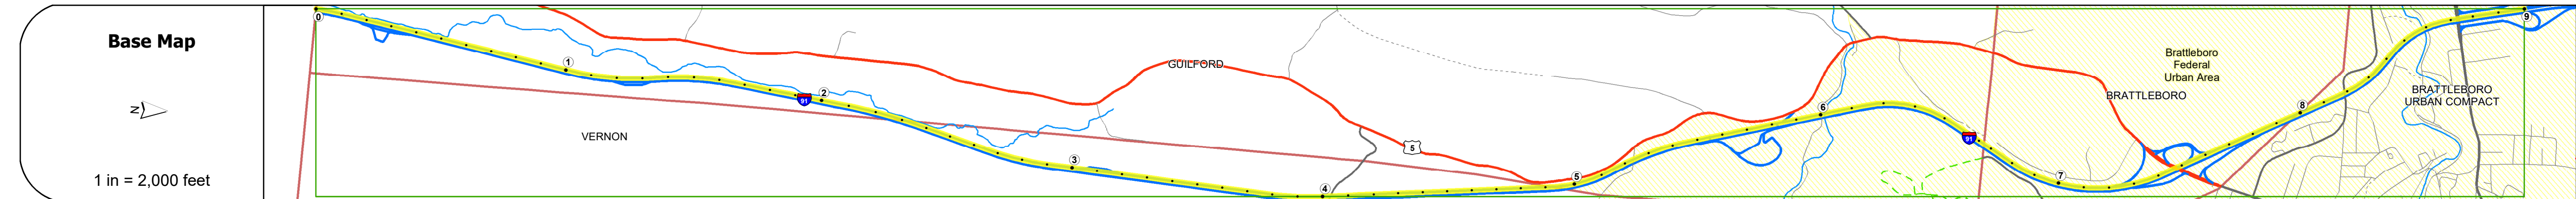 Base Map
N
1 in = 2,000 feet
0
1
91
2
3
4
5
6
91
7
8
9
VERNON
GUILFORD
5
Brattleboro
Federal
Urban Area
BRATTLEBORO
BRATTLEBORO
URBAN COMPACT